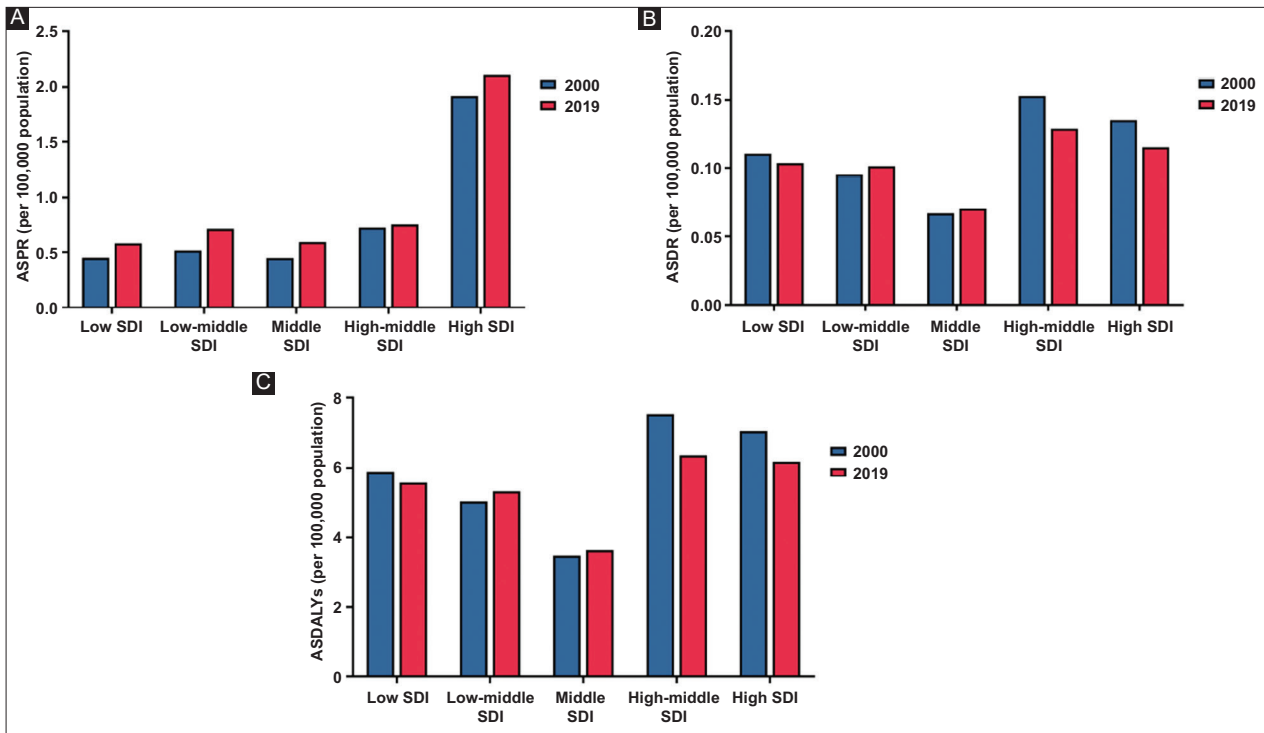 A
ASPR (per 100,000 population)
2.5
2.0
1.5
1.0
0.5
0.0
Low SDI
Low-middle
SDI
Middle
SDI
High-middle
SDI
High SDI
2000
2019
B
ASDR (per 100,000 population)
0.20
0.15
0.10
0.05
0.00
Low SDI
Low-middle
SDI
Middle
SDI
High-middle
SDI
High SDI
2000
2019
C
ASDALYs (per 100,000 population)
8
6
4
2
0
Low SDI
Low-middle
SDI
Middle
SDI
High-middle
SDI
High SDI
2000
2019